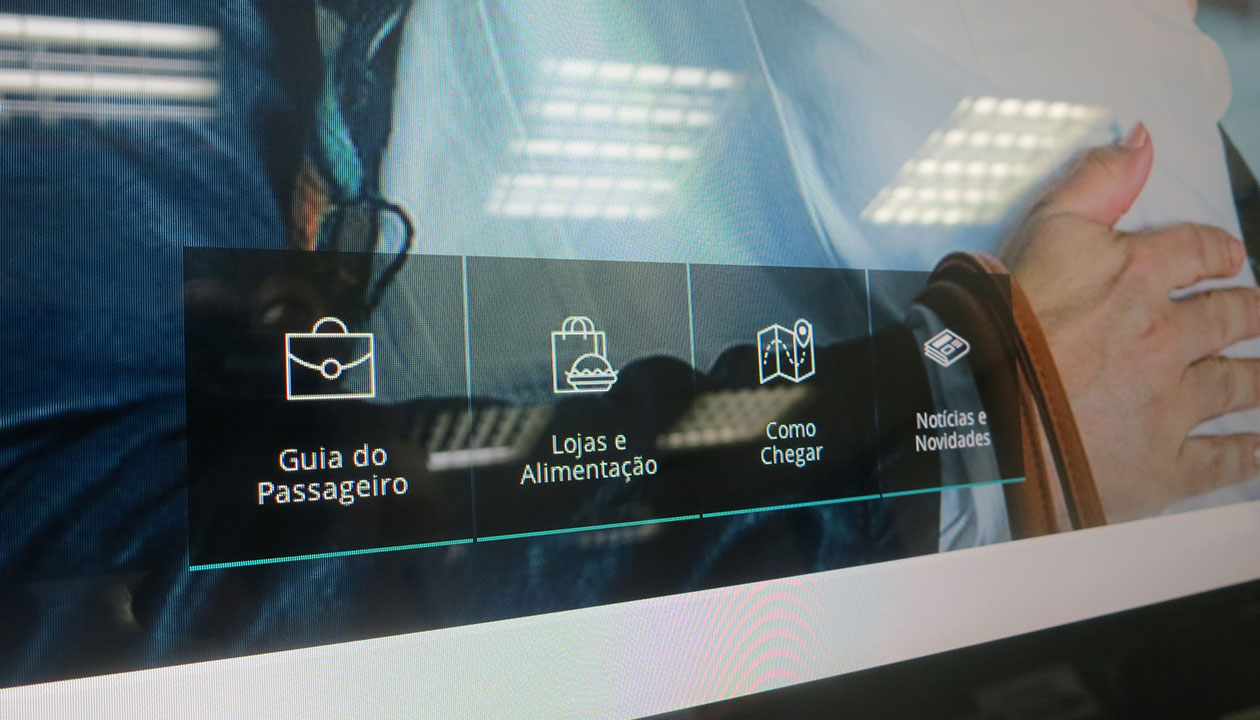 Guia do
Passageiro
Lojas e
Alimentação
Como
Chegar
Notícias e
Novidades